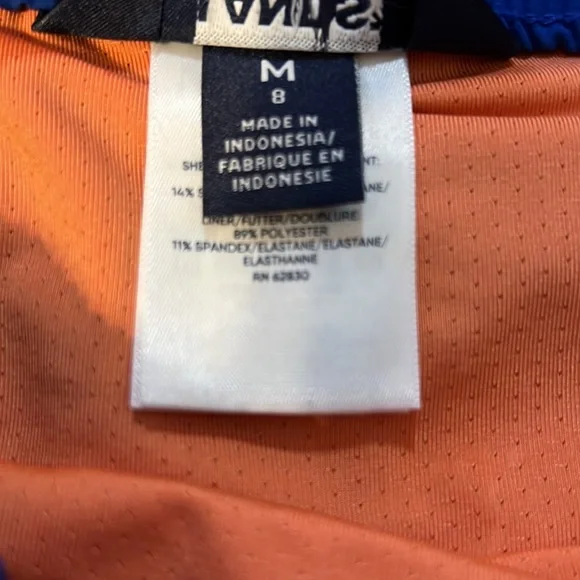 M
8
MADE IN
INDONESIA/
FABRIQUE EN
INDONESIE
14%
LINER/FUTTER/DOUBLURE
89% POLYESTER
11% SPANDEX/ELASTANE/ELASTANE/
ELASTHANNE
RN 62830